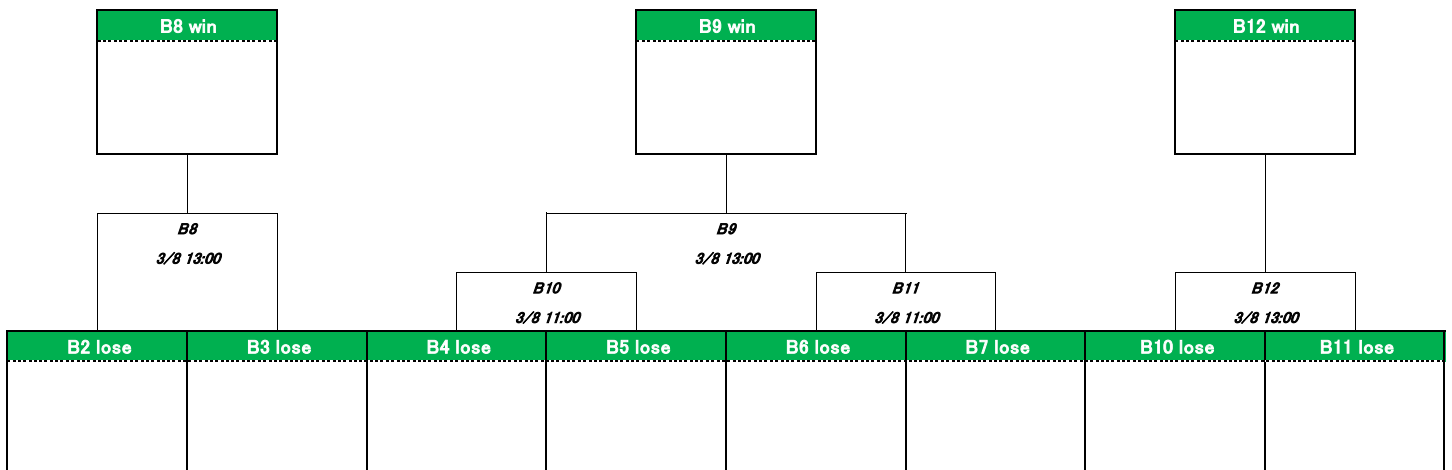 B8 win
B9 win
B12 win
B8
3/8 13:00
B9
3/8 13:00
B10
3/8 11:00
B11
3/8 11:00
B12
3/8 13:00
B2 lose
B3 lose
B4 lose
B5 lose
B6 lose
B7 lose
B10 lose
B11 lose